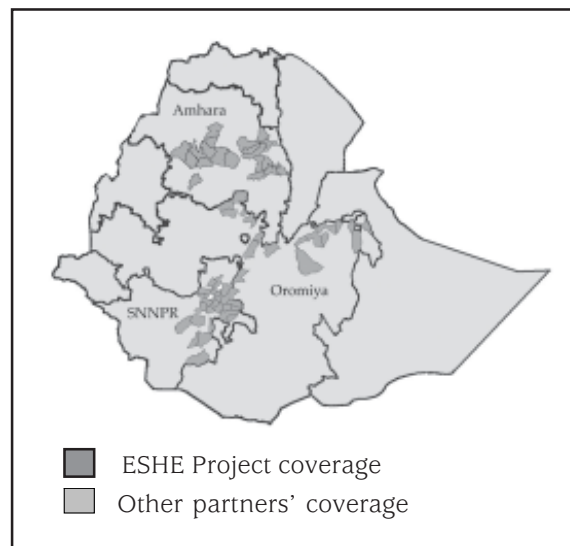 Amhara
Oromiya
SNNPR
ESHE Project coverage
Other partners’ coverage